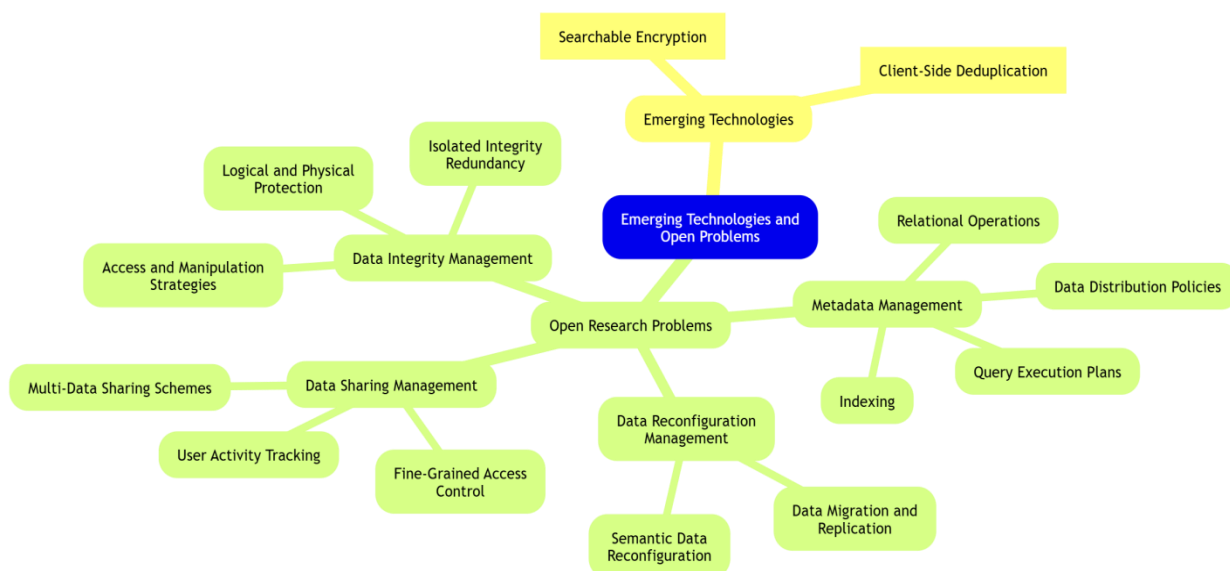 Searchable Encryption
Client-Side Deduplication
Emerging Technologies
Isolated Integrity
Redundancy
Logical and Physical
Protection
Emerging Technologies and
Open Problems
Relational Operations
Data Integrity Management
Access and Manipulation
Strategies
Data Distribution Policies
Metadata Management
Open Research Problems
Query Execution Plans
Multi-Data Sharing Schemes
Data Sharing Management
Indexing
Data Reconfiguration
Management
User Activity Tracking
Fine-Grained Access
Control
Data Migration and
Replication
Semantic Data
Reconfiguration